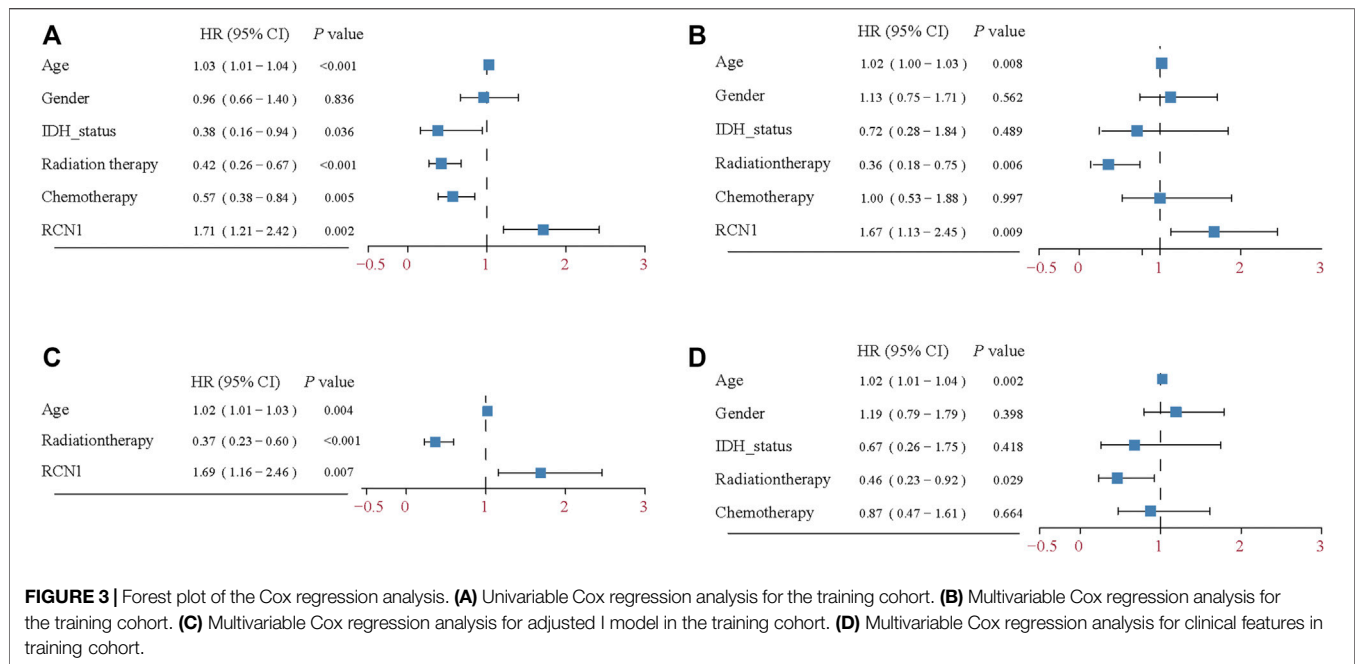 A
HR (95% CI) P value
Age 1.03 ( 1.01 − 1.04 ) <0.001
Gender 0.96 ( 0.66 − 1.40 ) 0.836
IDH_status 0.38 ( 0.16 − 0.94 ) 0.036
Radiation therapy 0.42 ( 0.26 − 0.67 ) <0.001
Chemotherapy 0.57 ( 0.38 − 0.84 ) 0.005
RCN1 1.71 ( 1.21 − 2.42 ) 0.002
−0.5 0 1 2 3
B
HR (95% CI) P value
Age 1.02 ( 1.00 − 1.03 ) 0.008
Gender 1.13 ( 0.75 − 1.71 ) 0.562
IDH_status 0.72 ( 0.28 − 1.84 ) 0.489
Radiationtherapy 0.36 ( 0.18 − 0.75 ) 0.006
Chemotherapy 1.00 ( 0.53 − 1.88 ) 0.997
RCN1 1.67 ( 1.13 − 2.45 ) 0.009
−0.5 0 1 2 3
C
HR (95% CI) P value
Age 1.02 ( 1.01 − 1.03 ) 0.004
Radiationtherapy 0.37 ( 0.23 − 0.60 ) <0.001
RCN1 1.69 ( 1.16 − 2.46 ) 0.007
−0.5 0 1 2 3
D
HR (95% CI) P value
Age 1.02 ( 1.01 − 1.04 ) 0.002
Gender 1.19 ( 0.79 − 1.79 ) 0.398
IDH_status 0.67 ( 0.26 − 1.75 ) 0.418
Radiationtherapy 0.46 ( 0.23 − 0.92 ) 0.029
Chemotherapy 0.87 ( 0.47 − 1.61 ) 0.664
−0.5 0 1 2 3
FIGURE 3 | Forest plot of the Cox regression analysis. (A) Univariable Cox regression analysis for the training cohort. (B) Multivariable Cox regression analysis for
the training cohort. (C) Multivariable Cox regression analysis for adjusted I model in the training cohort. (D) Multivariable Cox regression analysis for clinical features in
training cohort.